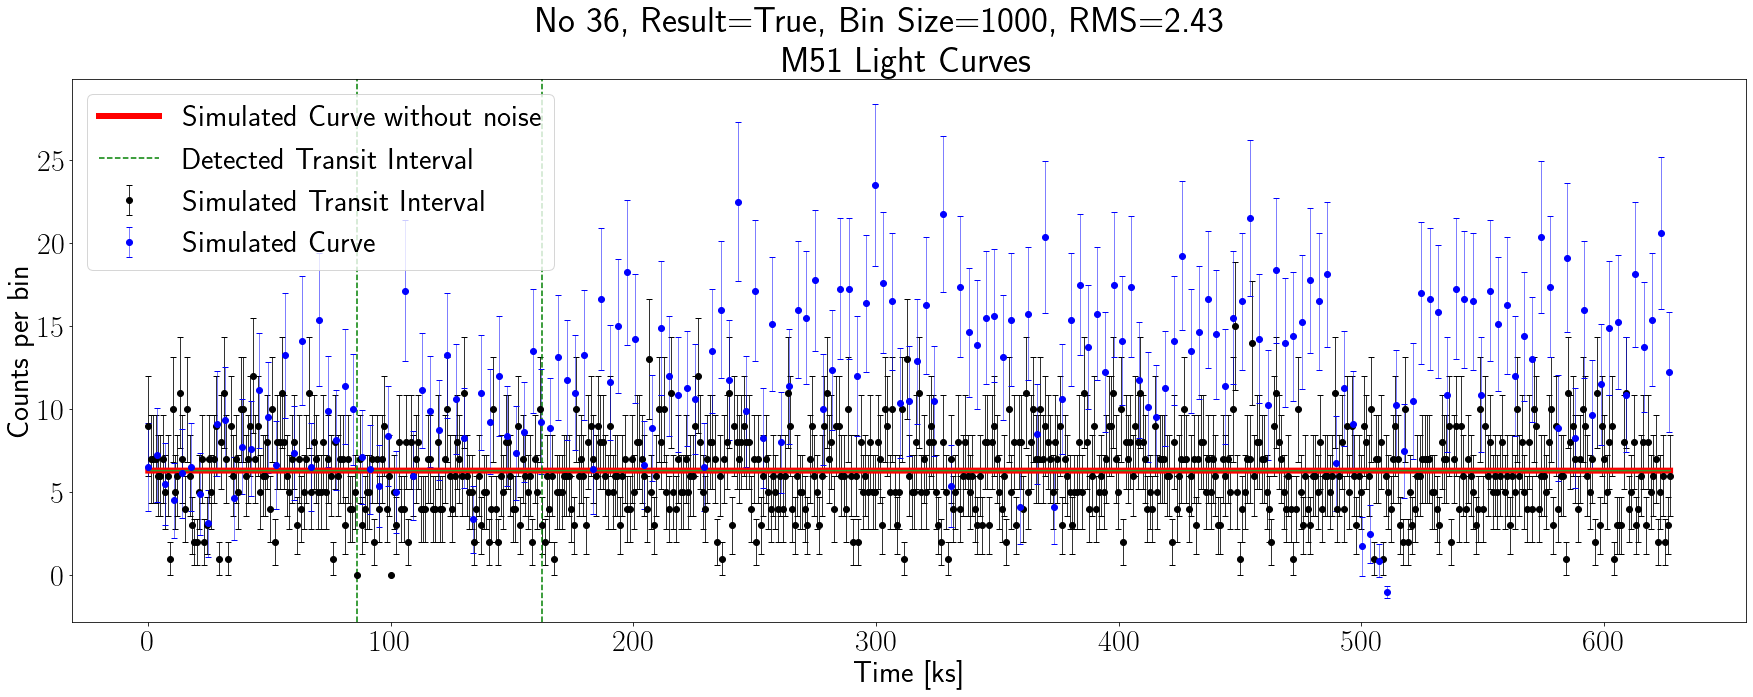 No 36, Result=True, Bin Size=1000, RMS=2.43
M51 Light Curves
Simulated Curve without noise
Detected Transit Interval
Simulated Transit Interval
Simulated Curve
Counts per bin
25
20
15
10
5
0
0 100 200 300 400 500 600
Time [ks]